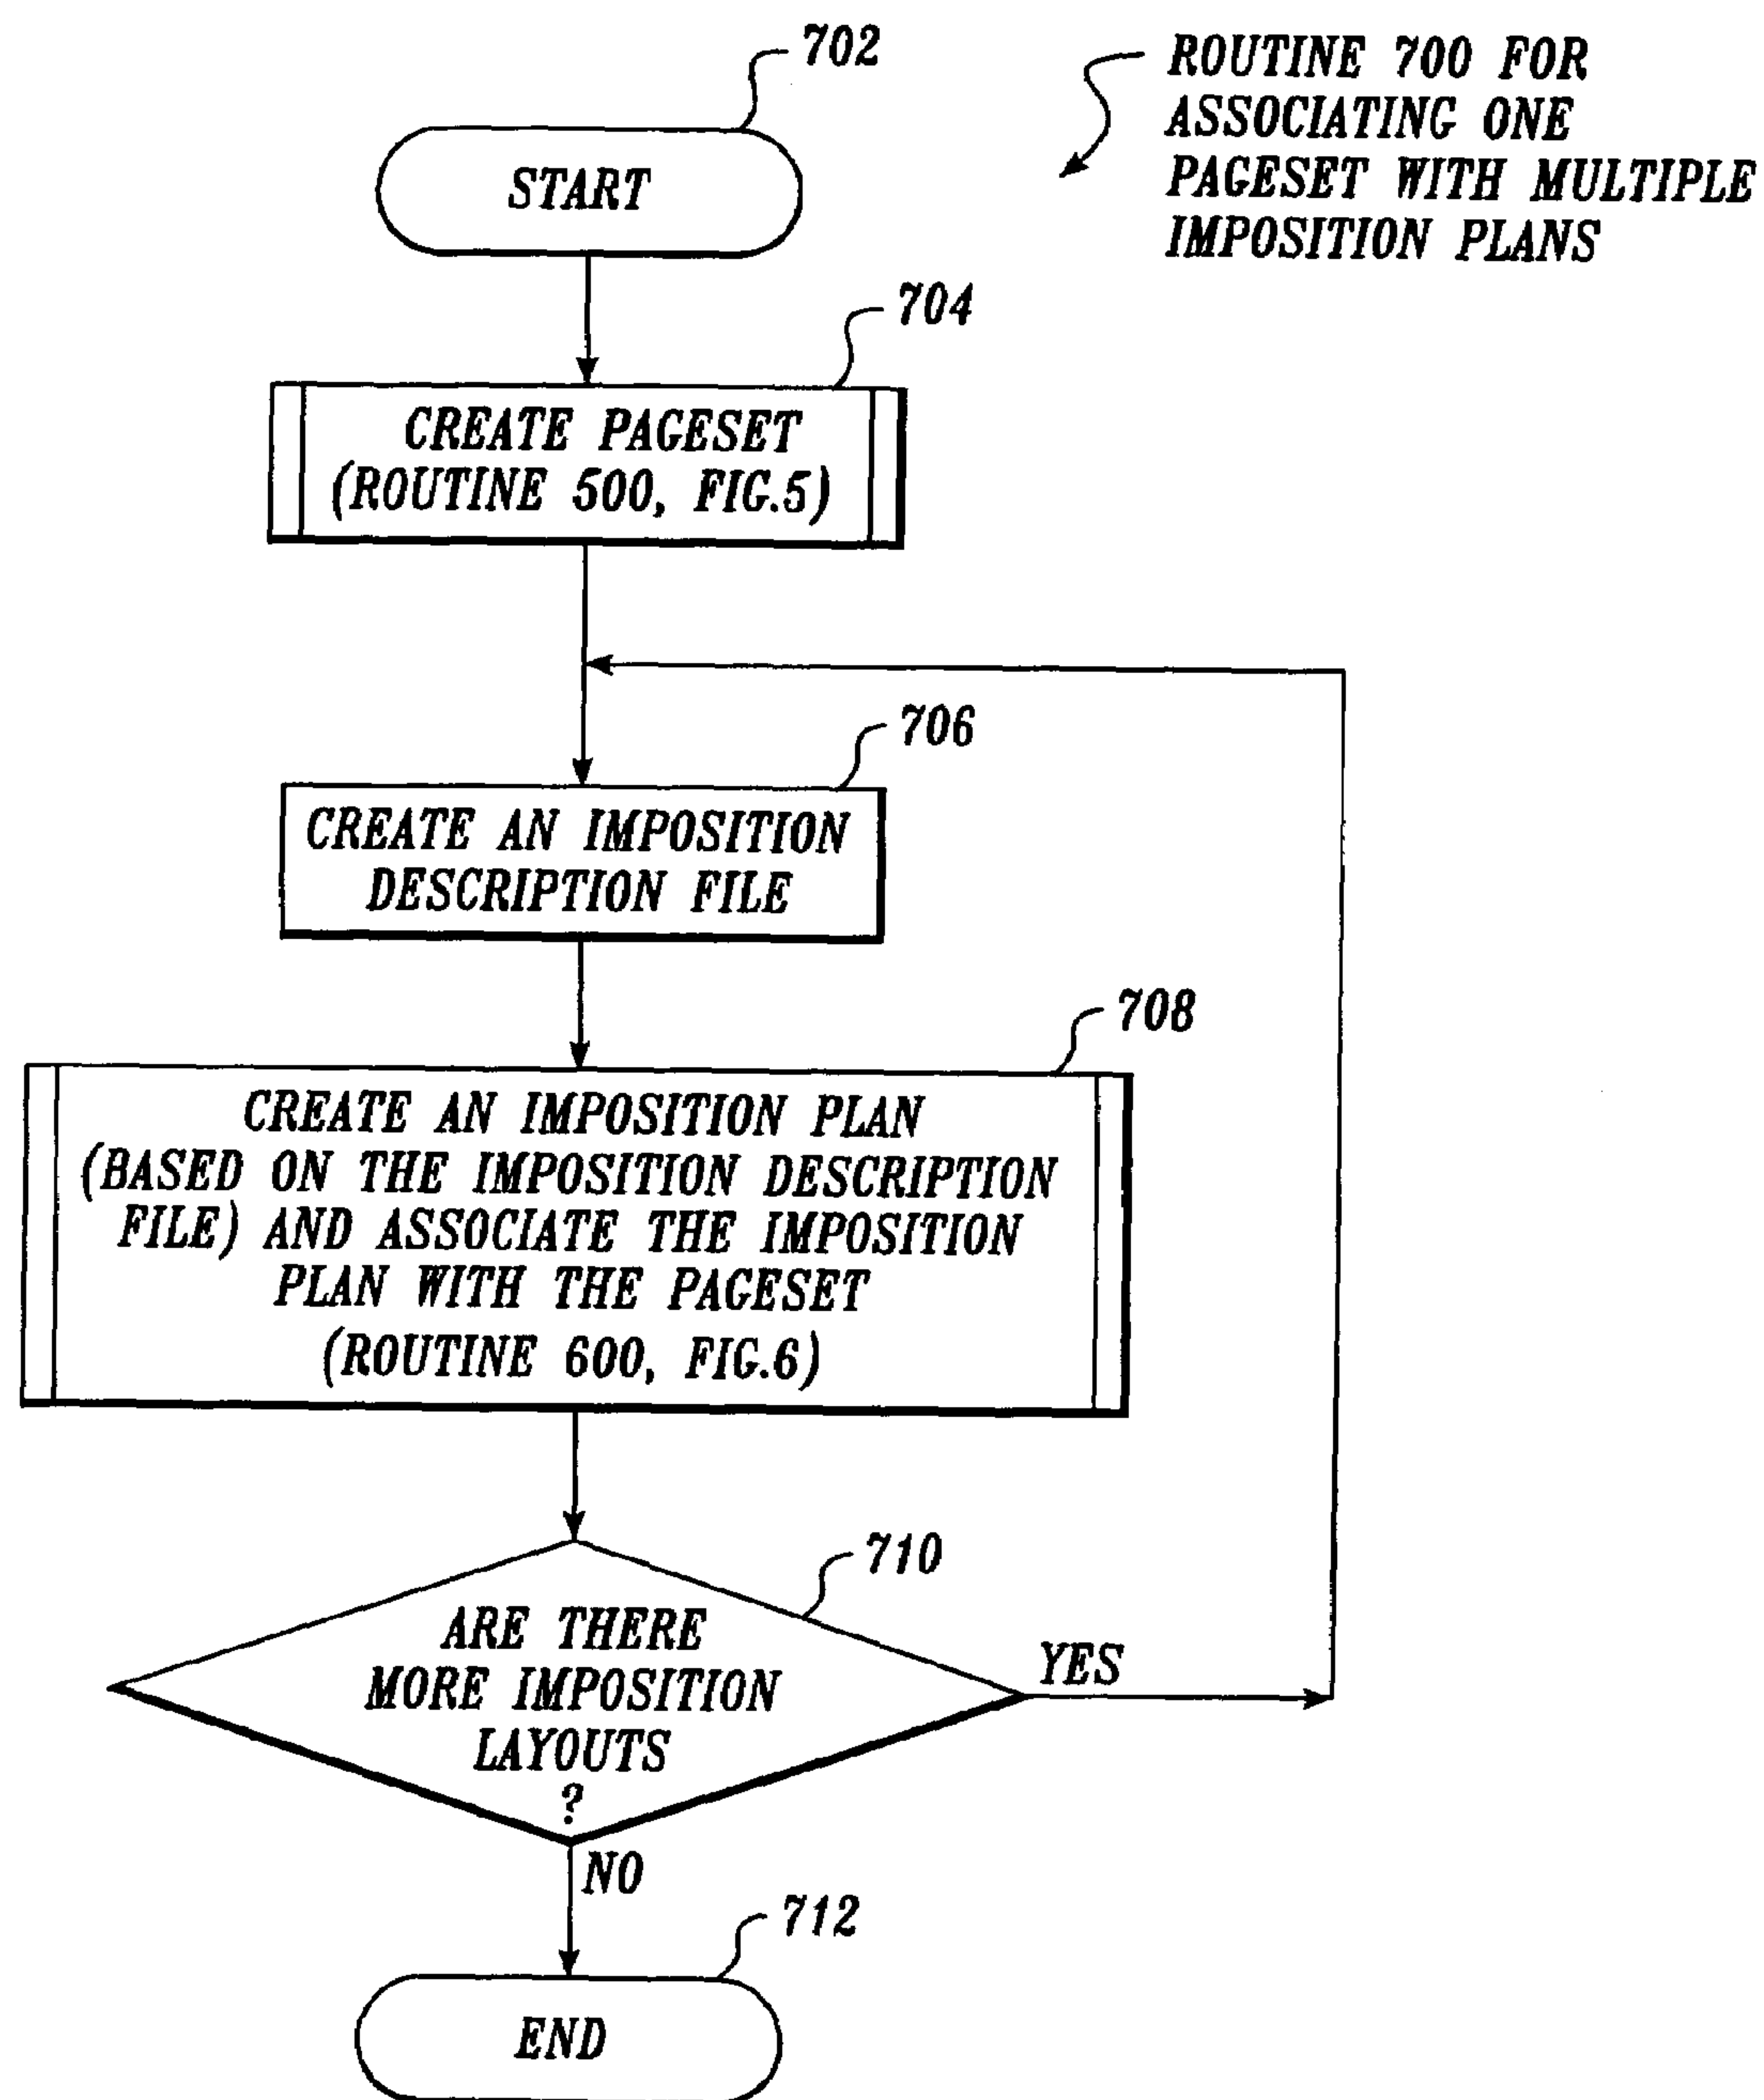 702
ROUTINE 700 FOR
ASSOCIATING ONE
PAGESET WITH MULTIPLE
IMPOSITION PLANS
START
704
CREATE PAGESET
(ROUTINE 500, FIG.5)
706
CREATE AN IMPOSITION
DESCRIPTION FILE
708
CREATE AN IMPOSITION PLAN
(BASED ON THE IMPOSITION DESCRIPTION
FILE) AND ASSOCIATE THE IMPOSITION
PLAN WITH THE PAGESET
(ROUTINE 600, FIG.6)
710
ARE THERE
MORE IMPOSITION
LAYOUTS
?
YES
NO
712
END